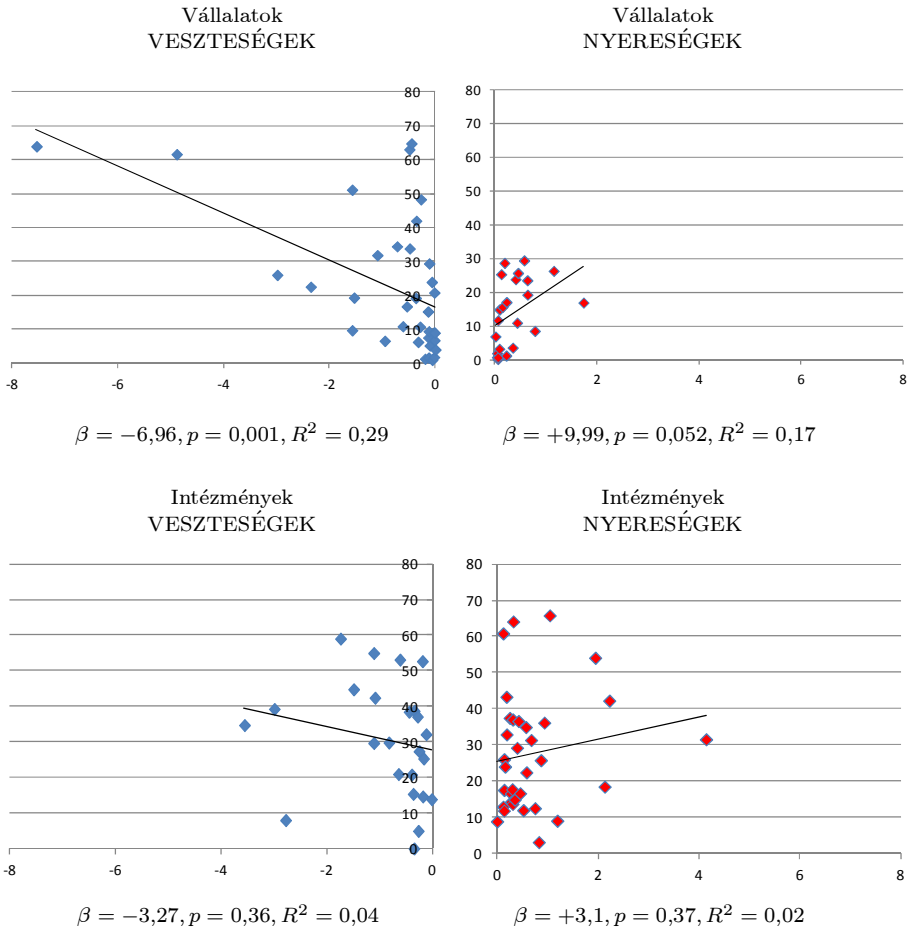 Vállalatok
VESZTESÉGEK
80
70
60
50
40
30
20
10
0
-8 -6 -4 -2 0
β = −6,96, p = 0,001, R² = 0,29
Vállalatok
NYERESÉGEK
80
70
60
50
40
30
20
10
0
0 2 4 6 8
β = +9,99, p = 0,052, R² = 0,17
Intézmények
VESZTESÉGEK
80
70
60
50
40
30
20
10
0
-8 -6 -4 -2 0
β = −3,27, p = 0,36, R² = 0,04
Intézmények
NYERESÉGEK
80
70
60
50
40
30
20
10
0
0 2 4 6 8
β = +3,1, p = 0,37, R² = 0,02